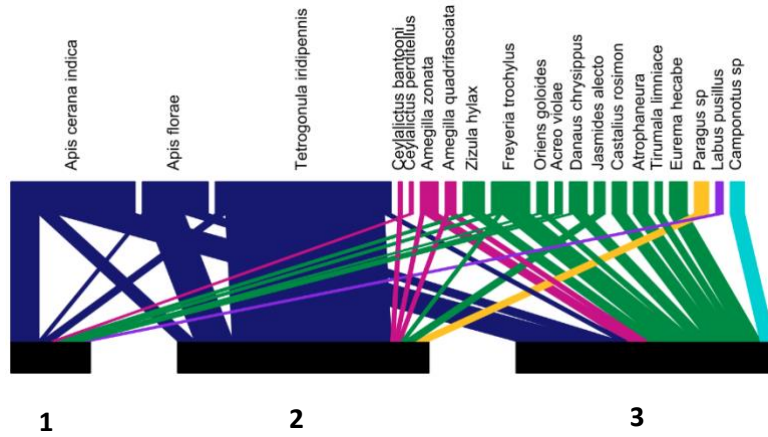 Apis cerana indica
Apis florae
Tetrogonula iridipennis
Ceylalictus bantooni
Ceylalictus perditellus
Amegilla zonata
Amegilla quadrifasciata
Zizula hylax
Freyeria trochylus
Oriens goloides
Acreo violae
Danaus chrysippus
Jasmides alecto
Castalius rosimon
Atrophaneura
Tirumala limniace
Eurema hecabe
Paragus sp
Labus pusillus
Camponotus sp
1
2
3